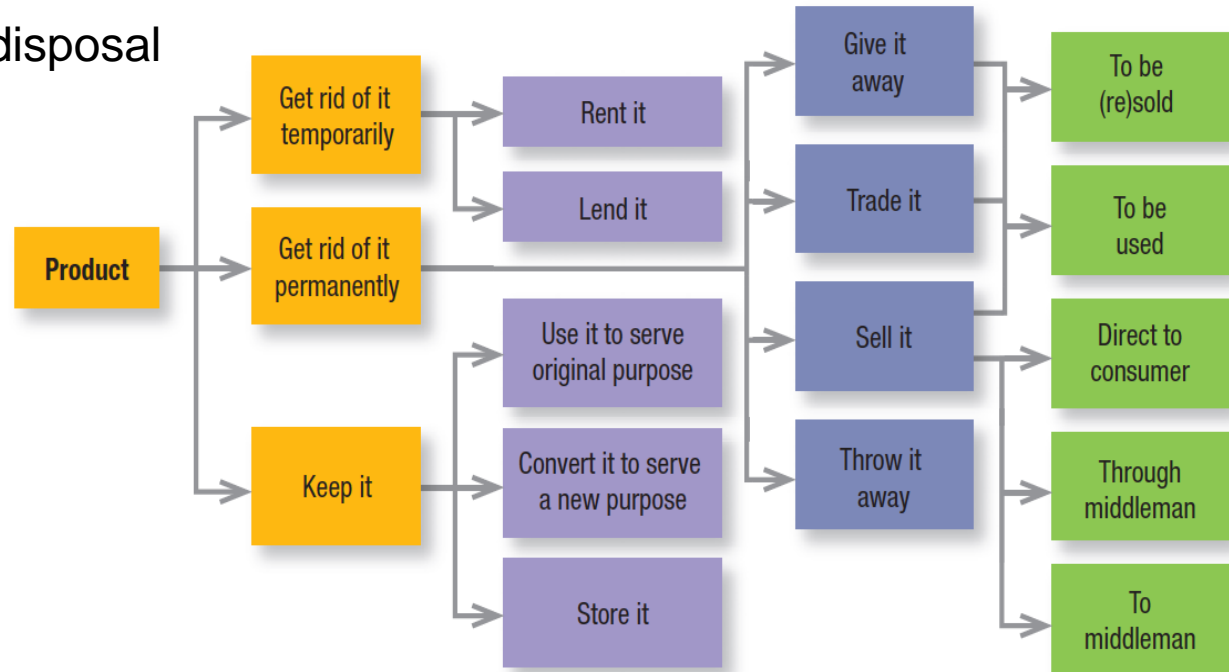 disposal
Product
Get rid of it
temporarily
Get rid of it
permanently
Keep it
Rent it
Lend it
Use it to serve
original purpose
Convert it to serve
a new purpose
Store it
Give it
away
Trade it
Sell it
Throw it
away
To be
(re)sold
To be
used
Direct to
consumer
Through
middleman
To
middleman